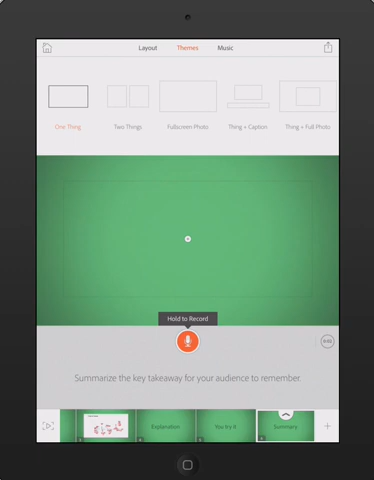 Layout Themes Music
One Thing Two Things Fullscreen Photo Thing + Caption Thing + Full Photo
Hold to Record
Summarize the key takeaway for your audience to remember.
Explanation You try it Summary